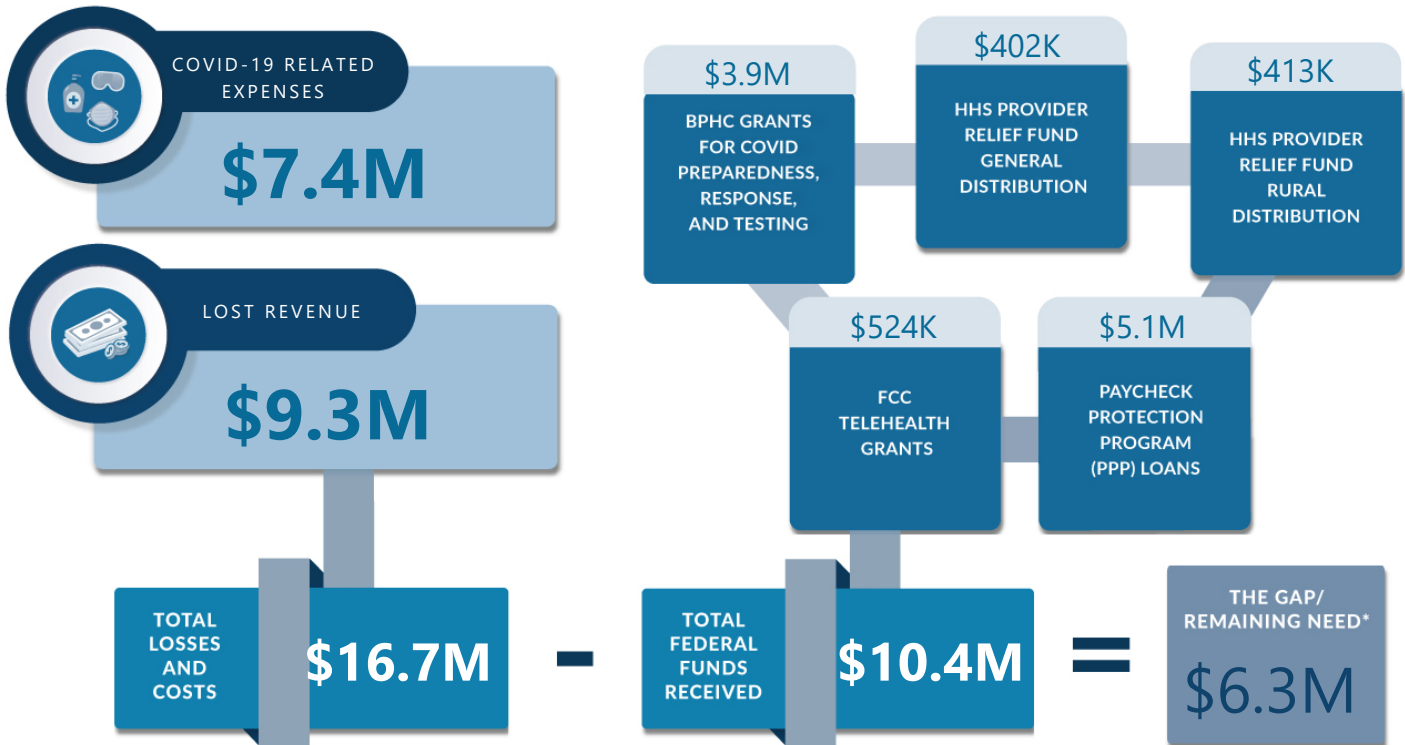 COVID-19 RELATED
EXPENSES
$7.4M
LOST REVENUE
$9.3M
$3.9M
BPHC GRANTS
FOR COVID
PREPAREDNESS,
RESPONSE,
AND TESTING
$402K
HHS PROVIDER
RELIEF FUND
GENERAL
DISTRIBUTION
$413K
HHS PROVIDER
RELIEF FUND
RURAL
DISTRIBUTION
$524K
FCC
TELEHEALTH
GRANTS
$5.1M
PAYCHECK
PROTECTION
PROGRAM
(PPP) LOANS
TOTAL
LOSSES
AND
COSTS
$16.7M
-
TOTAL
FEDERAL
FUNDS
RECEIVED
$10.4M
=
THE GAP/
REMAINING NEED*
$6.3M